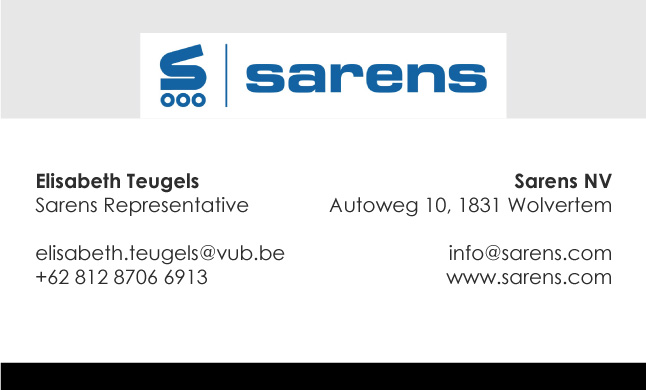 sarens
Elisabeth Teugels
Sarens Representative
elisabeth.teugels@vub.be
+62 812 8706 6913
Sarens NV
Autoweg 10, 1831 Wolvertem
info@sarens.com
www.sarens.com